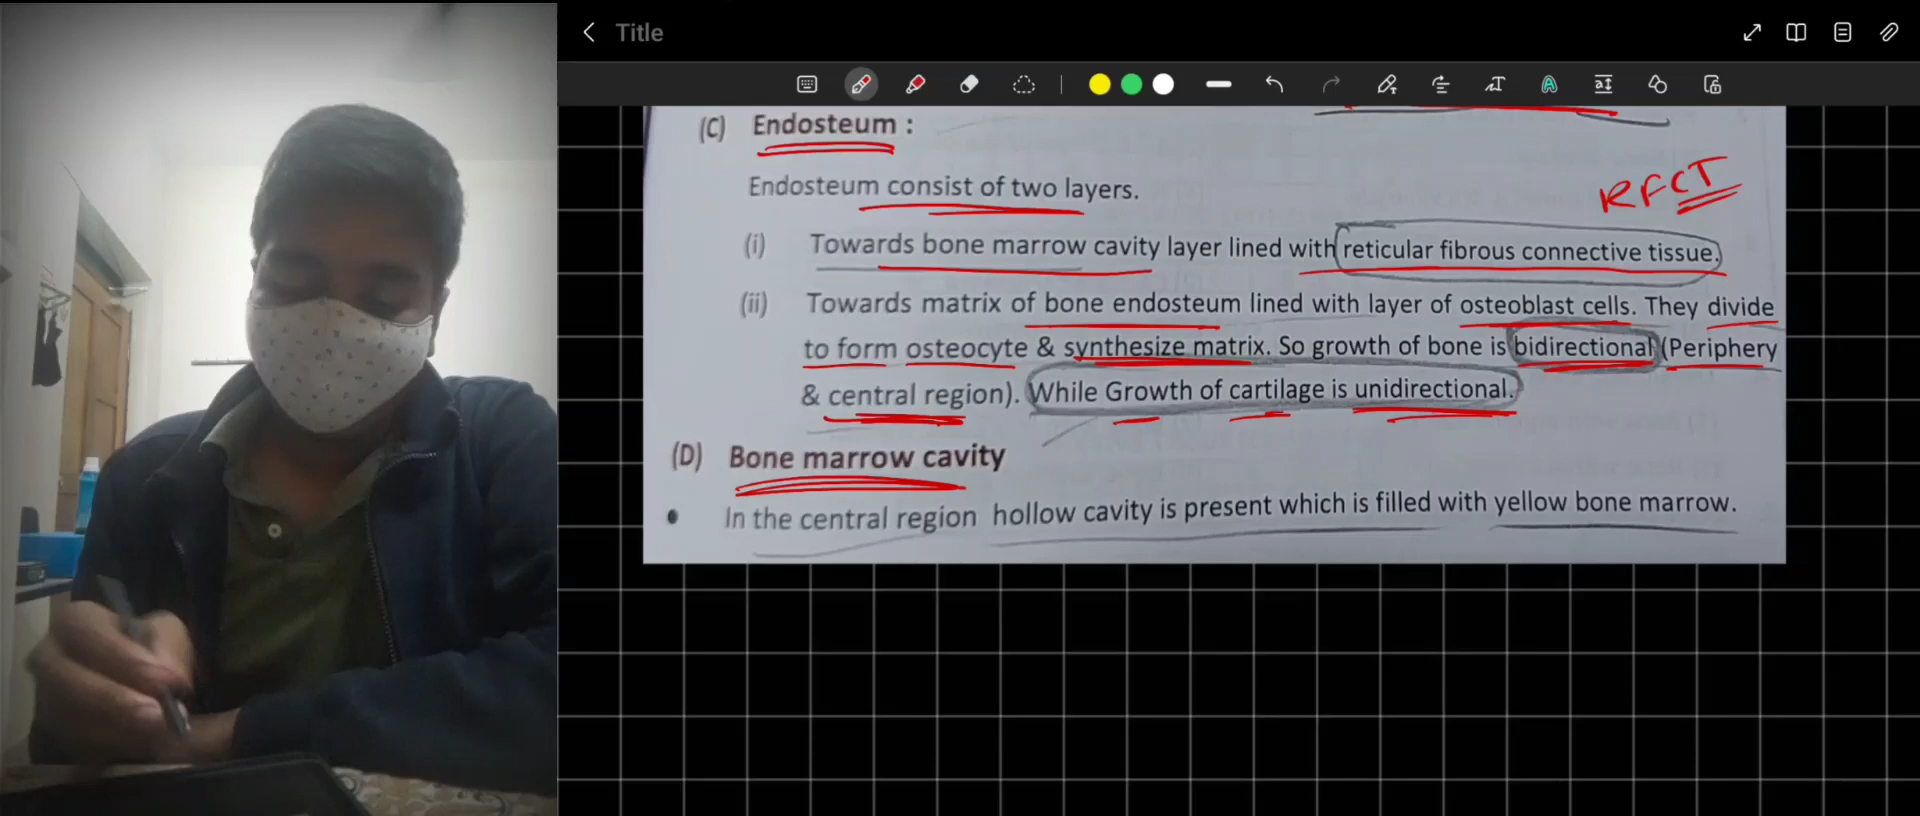 Title
(C) Endosteum :
RFCT
Endosteum consist of two layers.
(i) Towards bone marrow cavity layer lined with reticular fibrous connective tissue.
(ii) Towards matrix of bone endosteum lined with layer of osteoblast cells. They divide
to form osteocyte & synthesize matrix. So growth of bone is bidirectional (Periphery
& central region). While Growth of cartilage is unidirectional.
(D) Bone marrow cavity
• In the central region hollow cavity is present which is filled with yellow bone marrow.